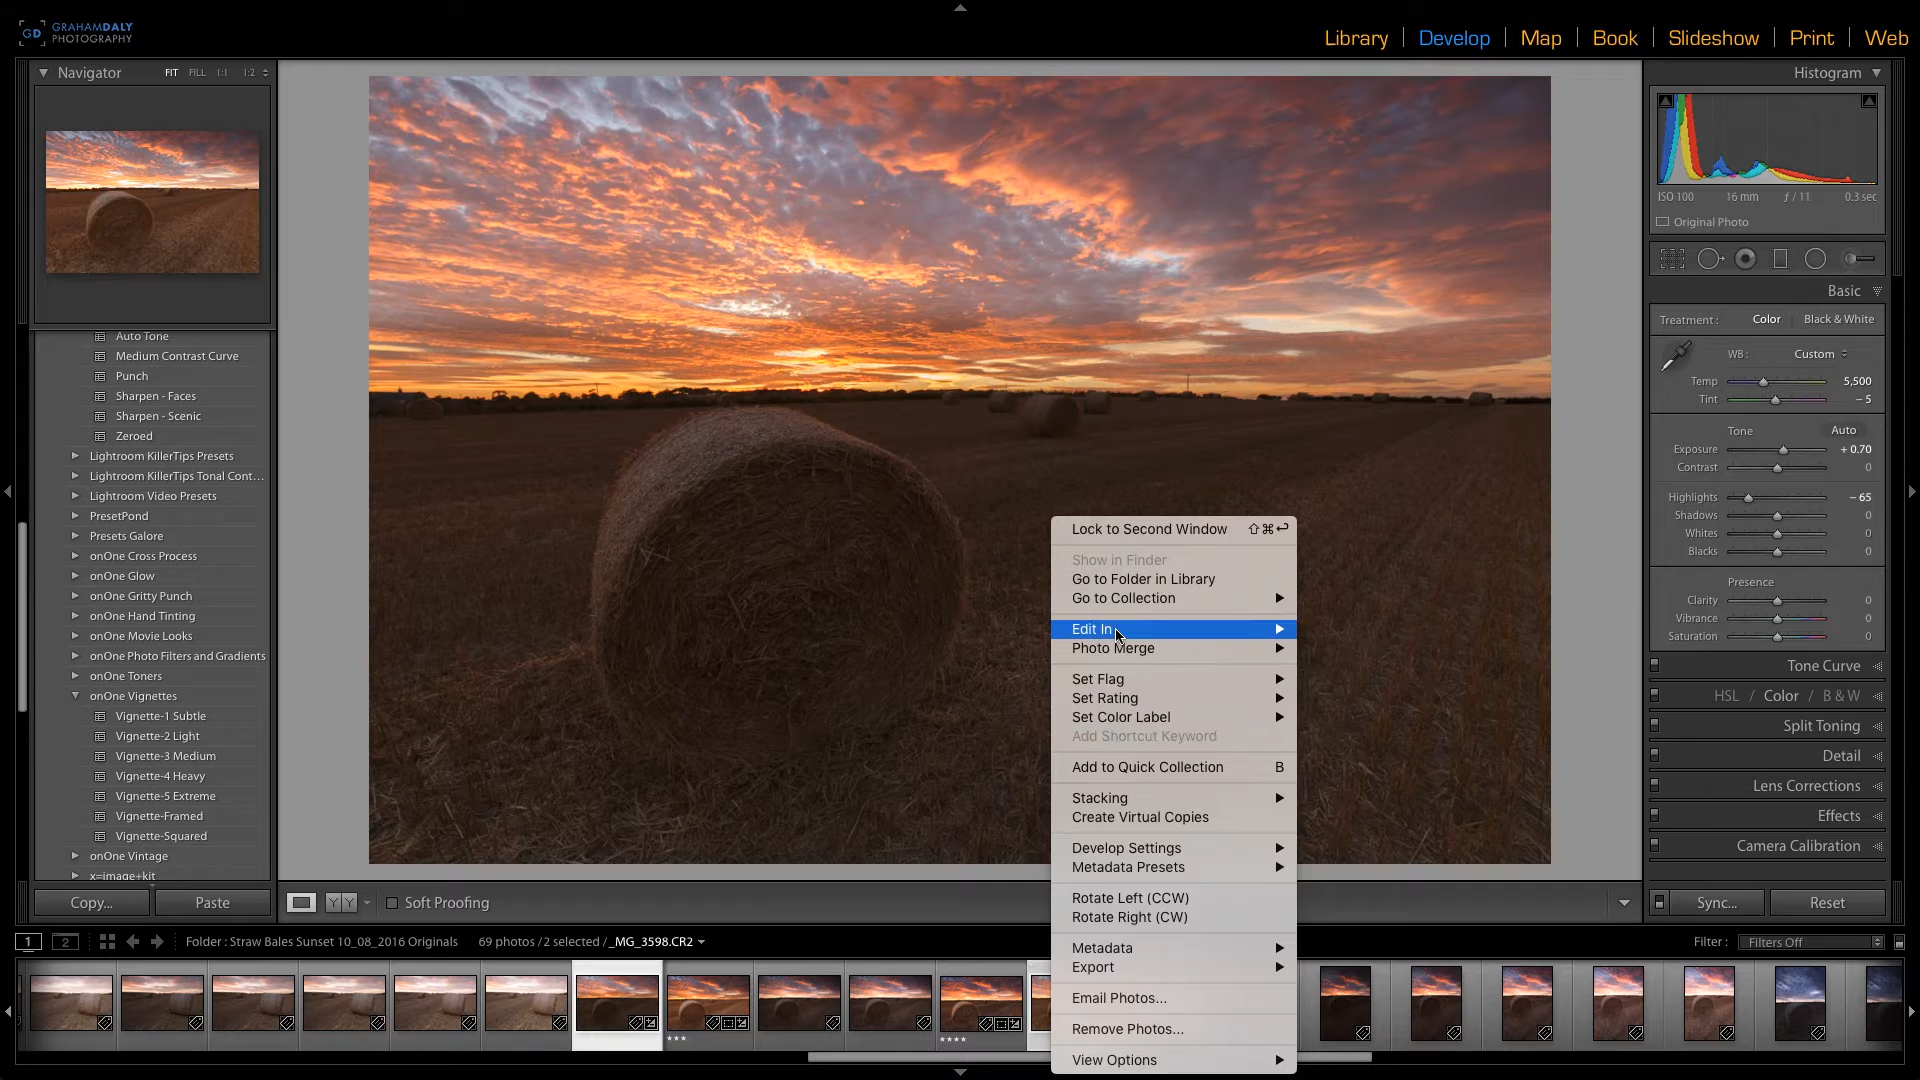 GD GRAHAMDALY
PHOTOGRAPHY
Library | Develop | Map | Book | Slideshow | Print | Web
Navigator FIT FILL 1:1 1:2
Auto Tone
Medium Contrast Curve
Punch
Sharpen - Faces
Sharpen - Scenic
Zeroed
Lightroom KillerTips Presets
Lightroom KillerTips Tonal Cont...
Lightroom Video Presets
PresetPond
Presets Galore
onOne Cross Process
onOne Glow
onOne Gritty Punch
onOne Hand Tinting
onOne Movie Looks
onOne Photo Filters and Gradients
onOne Toners
onOne Vignettes
Vignette-1 Subtle
Vignette-2 Light
Vignette-3 Medium
Vignette-4 Heavy
Vignette-5 Extreme
Vignette-Framed
Vignette-Squared
onOne Vintage
x=image+kit
Copy... Paste
Lock to Second Window ⇧⌘↩
Show in Finder
Go to Folder in Library
Go to Collection
Edit In
Photo Merge
Set Flag
Set Rating
Set Color Label
Add Shortcut Keyword
Add to Quick Collection B
Stacking
Create Virtual Copies
Develop Settings
Metadata Presets
Rotate Left (CCW)
Rotate Right (CW)
Metadata
Export
Email Photos...
Remove Photos...
View Options
Histogram
ISO 100 16 mm ƒ / 11 0.3 sec
Original Photo
Basic
Treatment : Color | Black & White
WB : Custom
Temp 5,500
Tint – 5
Tone Auto
Exposure + 0.70
Contrast 0
Highlights – 65
Shadows 0
Whites 0
Blacks 0
Presence
Clarity 0
Vibrance 0
Saturation 0
Tone Curve
HSL / Color / B & W
Split Toning
Detail
Lens Corrections
Effects
Camera Calibration
Sync... Reset
YY Soft Proofing
1 2 Folder : Straw Bales Sunset 10_08_2016 Originals 69 photos /2 selected /_MG_3598.CR2
Filter : Filters Off